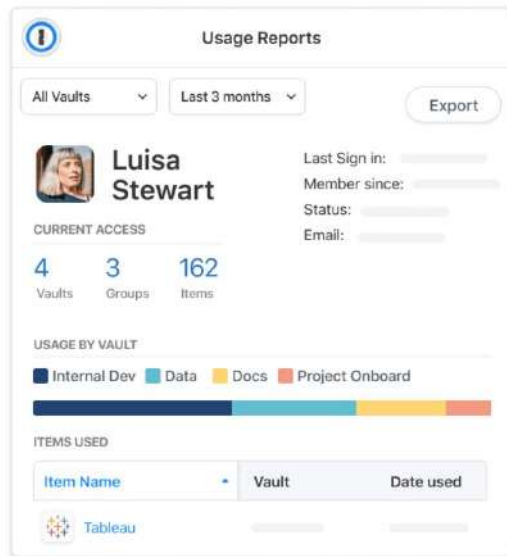 Usage Reports
All Vaults
Last 3 months
Export
Luisa
Stewart
Last Sign in:
Member since:
Status:
Email:
CURRENT ACCESS
4 3 162
Vaults Groups Items
USAGE BY VAULT
Internal Dev Data Docs Project Onboard
ITEMS USED
Item Name Vault Date used
Tableau